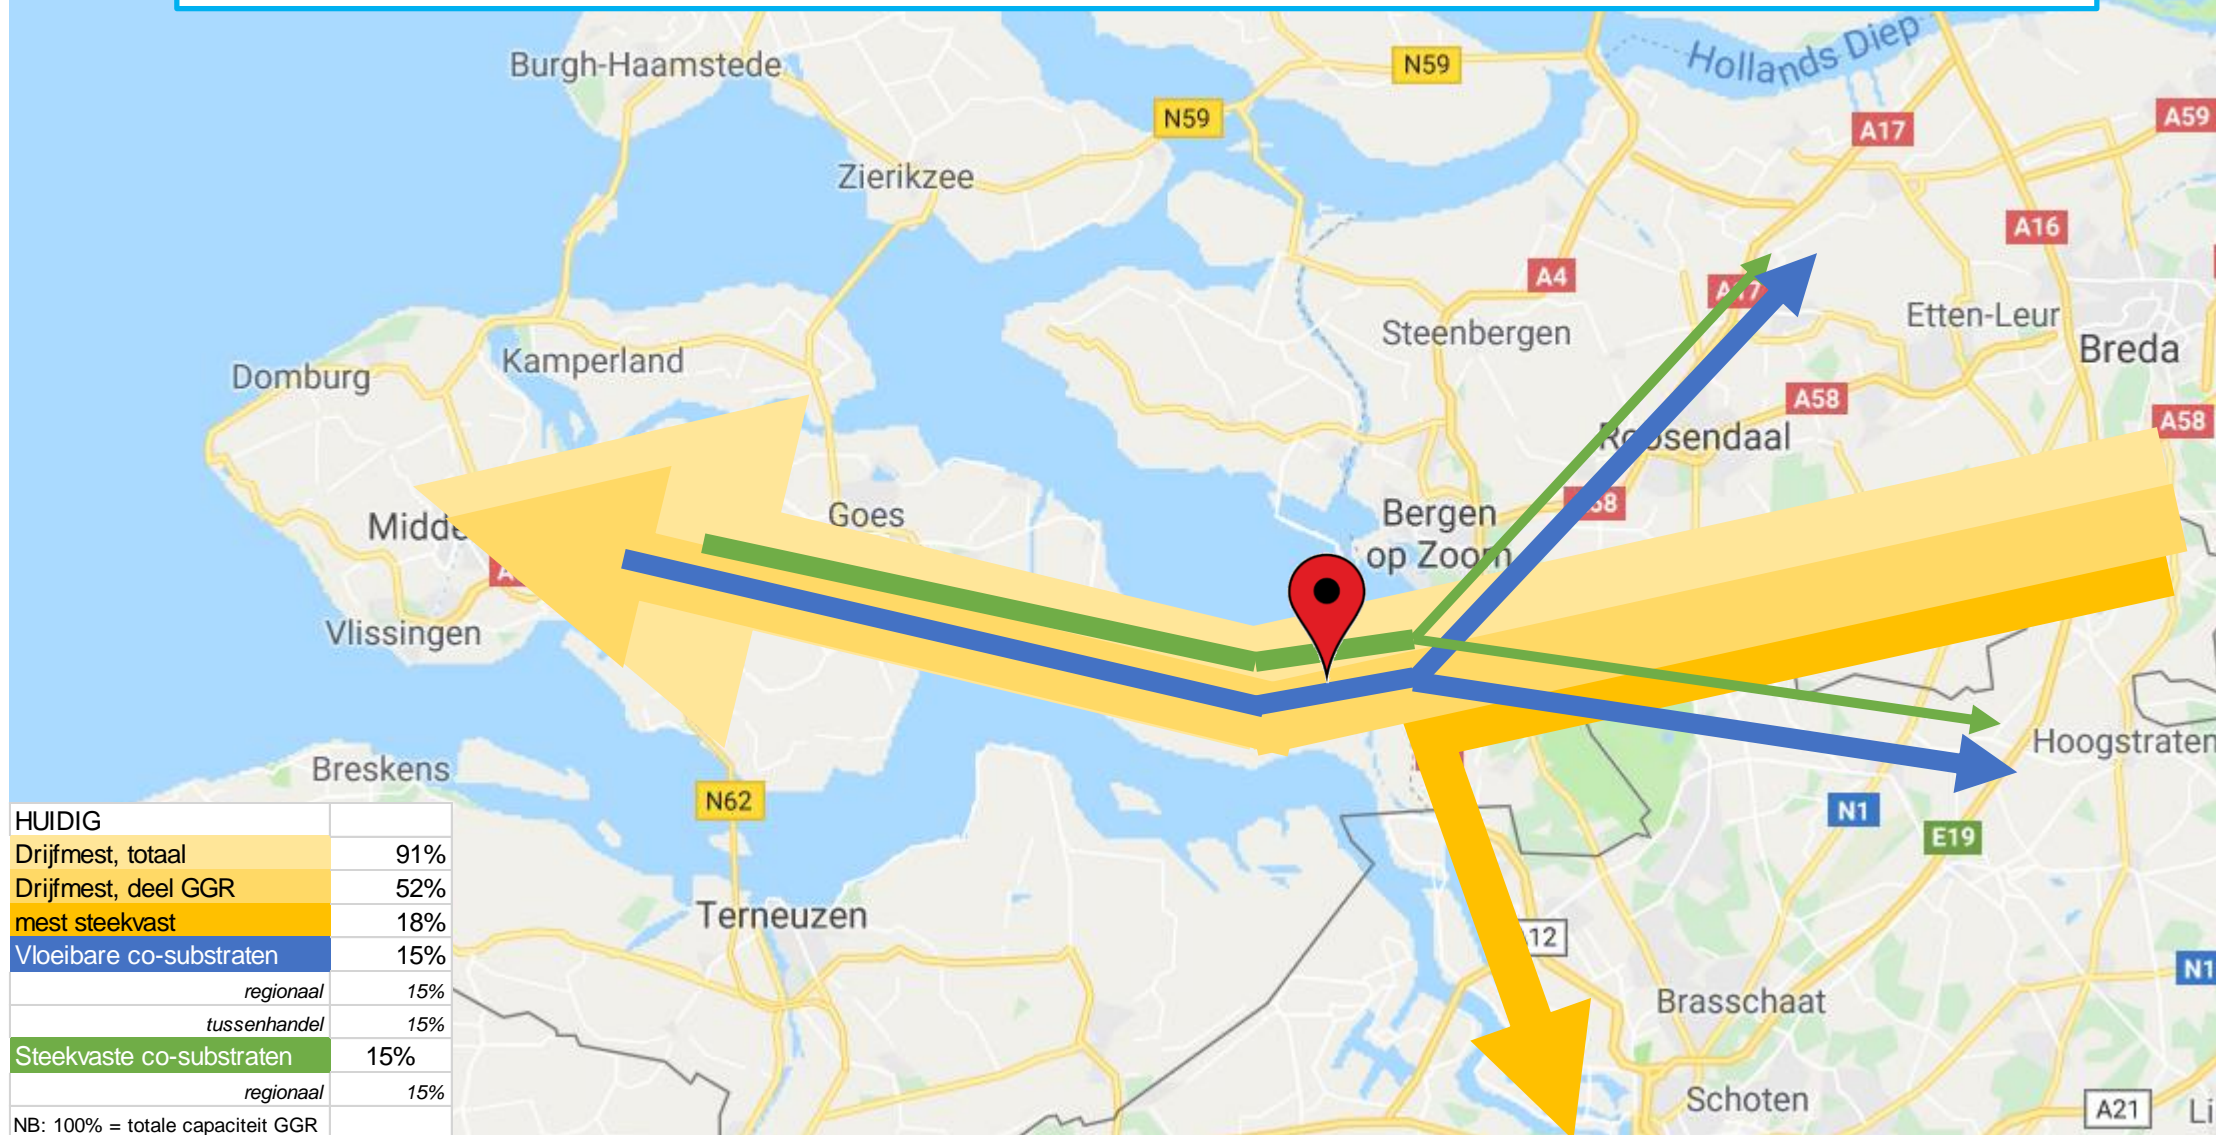 Hollands Diep
Burgh-Haamstede
N59
N59
A59
A17
Zierikzee
A16
A4
A17
Steenbergen
Etten-Leur
Breda
Kamperland
Domburg
A58
A58
Roosendaal
Goes
Bergen
op Zoom
Vlissingen
Hoogstraten
Breskens
N62
N1
E19
Terneuzen
N1
Brasschaat
Schoten
A21
HUIDIG
Drijfmest, totaal 91%
Drijfmest, deel GGR 52%
mest steekvast 18%
Vloeibare co-substraten 15%
regionaal 15%
tussenhandel 15%
Steekvaste co-substraten 15%
regionaal 15%
NB: 100% = totale capaciteit GGR